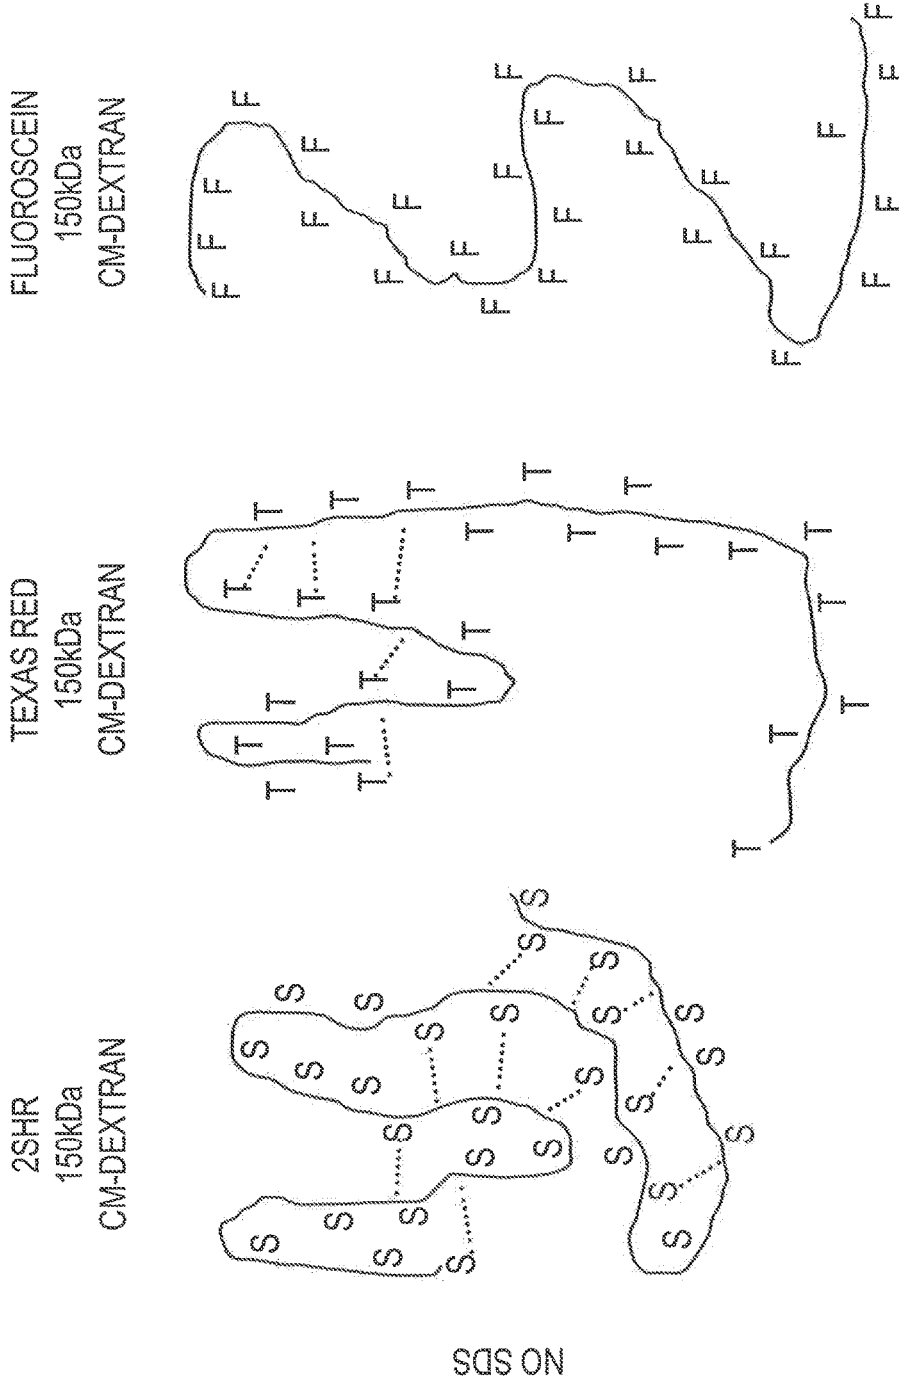 2SHR
150kDa
CM-DEXTRAN
TEXAS RED
150kDa
CM-DEXTRAN
FLUOROSCEIN
150kDa
CM-DEXTRAN
NO SDS
S S S S S S S S S S S S S S S S S S S S S S S S S S S S
T T T T T T T T T T T T T T T T T T T T T T T T T
F F F F F F F F F F F F F F F F F F F F F F F F F F